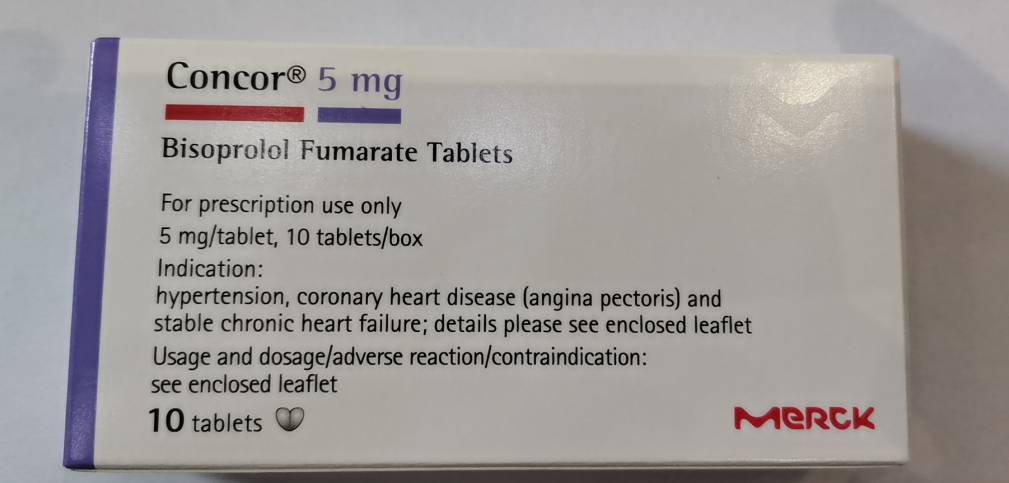 Concor® 5 mg
Bisoprolol Fumarate Tablets
For prescription use only
5 mg/tablet, 10 tablets/box
Indication:
hypertension, coronary heart disease (angina pectoris) and
stable chronic heart failure; details please see enclosed leaflet
Usage and dosage/adverse reaction/contraindication:
see enclosed leaflet
10 tablets
MERCK